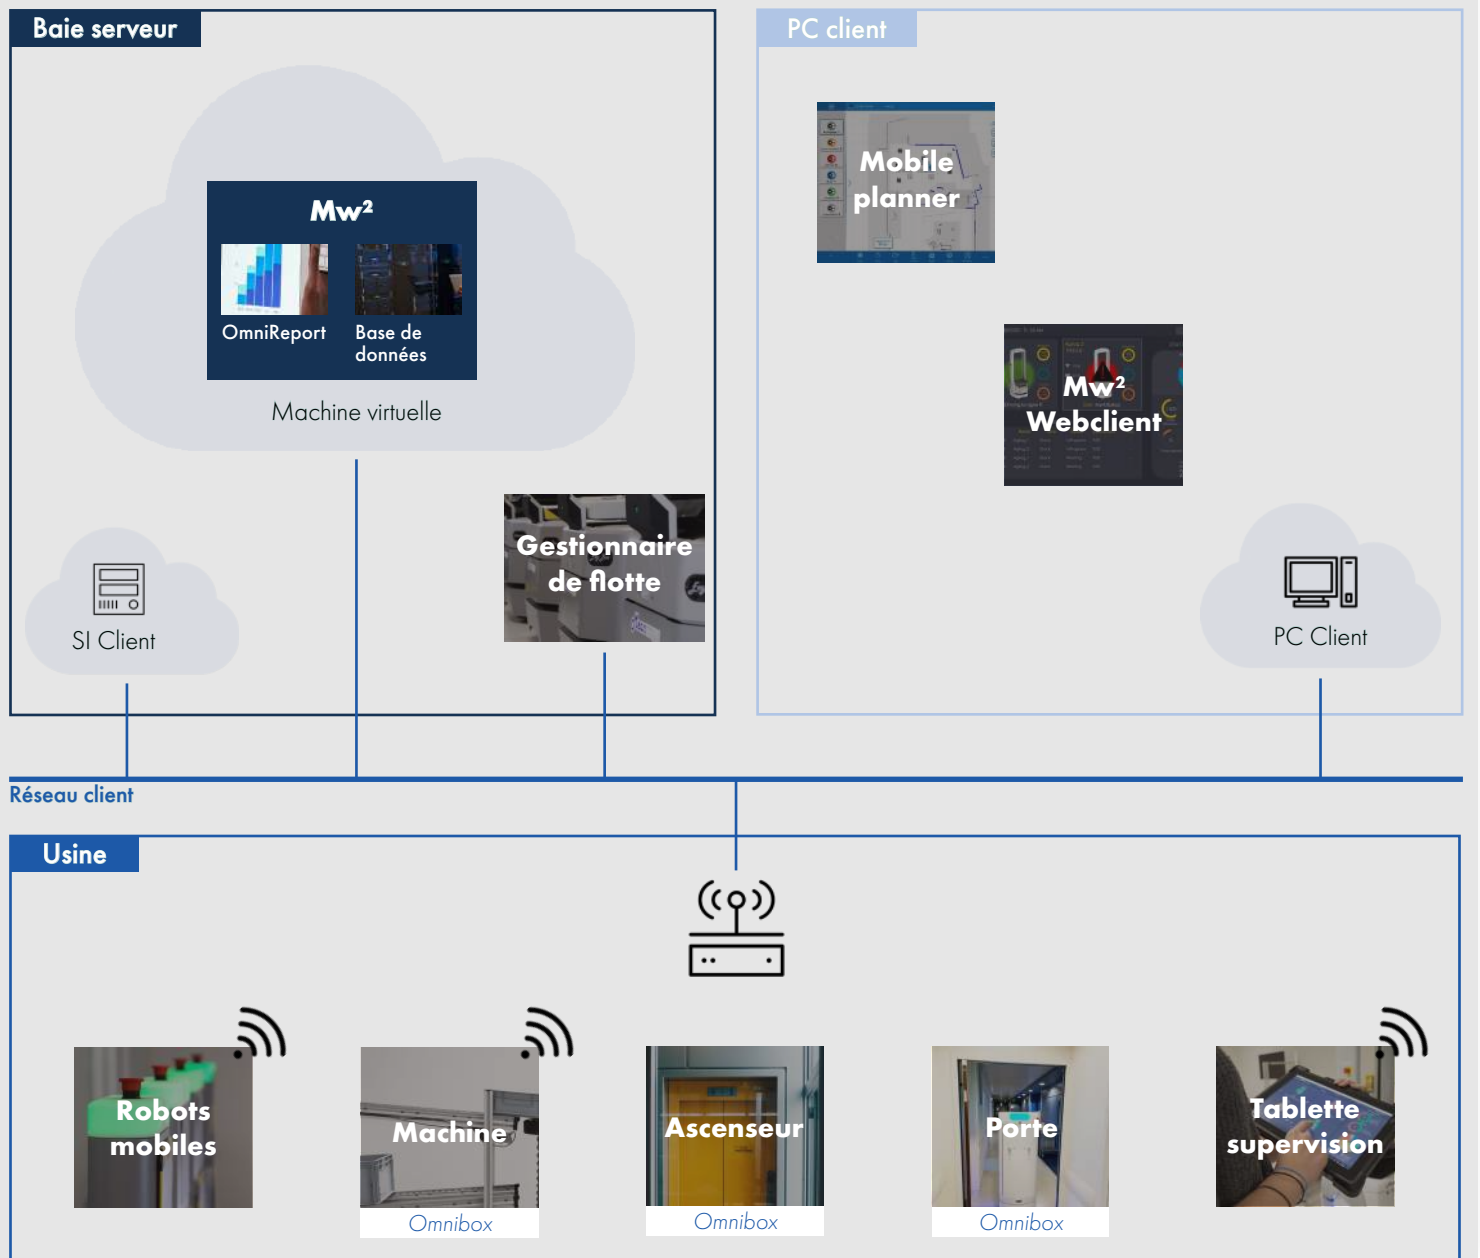 Baie serveur
PC client
Mobile
planner
Mw²
OmniReport
Base de
données
Machine virtuelle
Mw²
Webclient
Gestionnaire
de flotte
SI Client
PC Client
Réseau client
Usine
Robots
mobiles
Machine
Omnibox
Ascenseur
Omnibox
Porte
Omnibox
Tablette
supervision